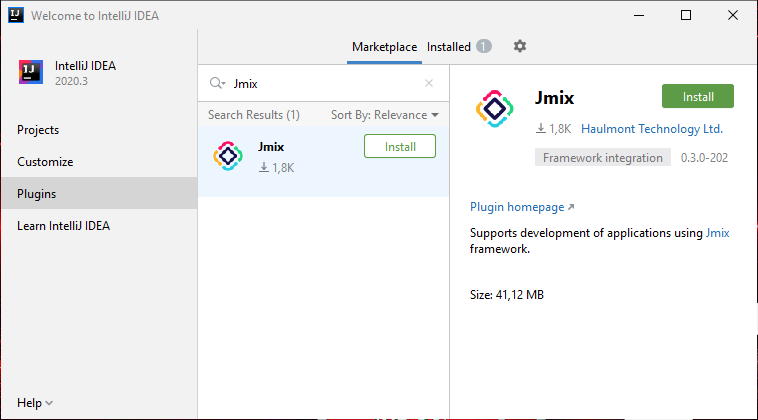 Welcome to IntelliJ IDEA
IntelliJ IDEA
2020.3
Projects
Customize
Plugins
Learn IntelliJ IDEA
Help
Marketplace Installed 1
Jmix
Search Results (1) Sort By: Relevance
Jmix
1,8K
Install
Jmix
Install
1,8K Haulmont Technology Ltd.
Framework integration 0.3.0-202
Plugin homepage
Supports development of applications using Jmix
framework.
Size: 41,12 MB